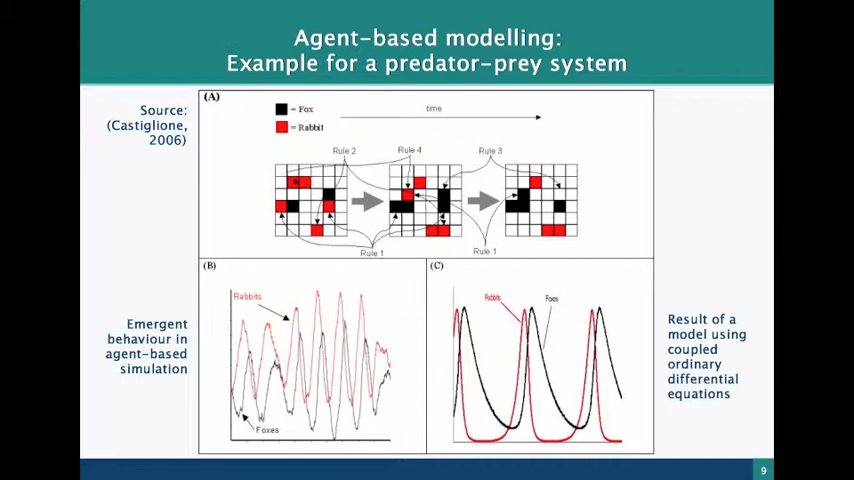 Agent-based modelling:
Example for a predator-prey system
Source:
(Castiglione,
2006)
(A)
= Fox
= Rabbit
time
Rule 2
Rule 4
Rule 3
Rule 1
Rule 1
(B)
Rabbits
Foxes
(C)
Rabbits
Foxes
Emergent
behaviour in
agent-based
simulation
Result of a
model using
coupled
ordinary
differential
equations
9